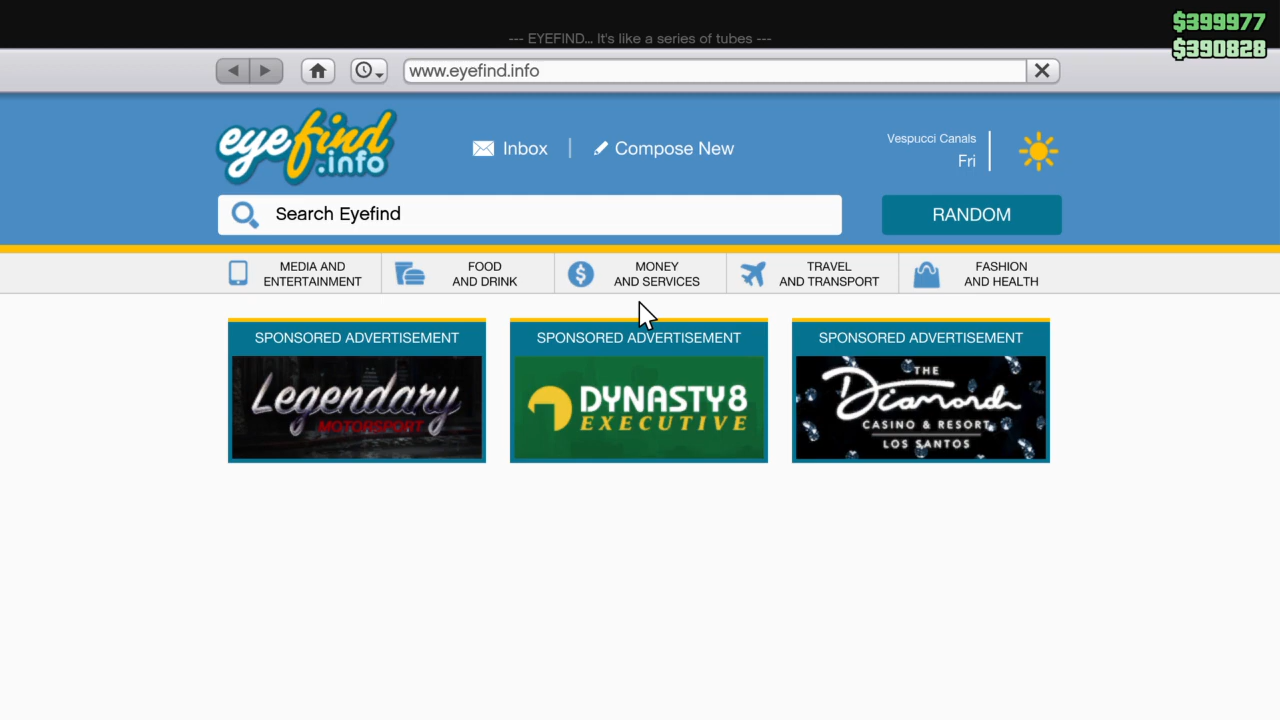 $399977
--- EYEFIND... It's like a series of tubes ---
$390828
www.eyefind.info
eyefind
.info
Inbox
Compose New
Vespucci Canals
Fri
Search Eyefind
RANDOM
MEDIA AND
ENTERTAINMENT
FOOD
AND DRINK
MONEY
AND SERVICES
TRAVEL
AND TRANSPORT
FASHION
AND HEALTH
SPONSORED ADVERTISEMENT
Legendary
MOTORSPORT
SPONSORED ADVERTISEMENT
DYNASTY8
EXECUTIVE
SPONSORED ADVERTISEMENT
THE
Diamond
CASINO & RESORT
LOS SANTOS